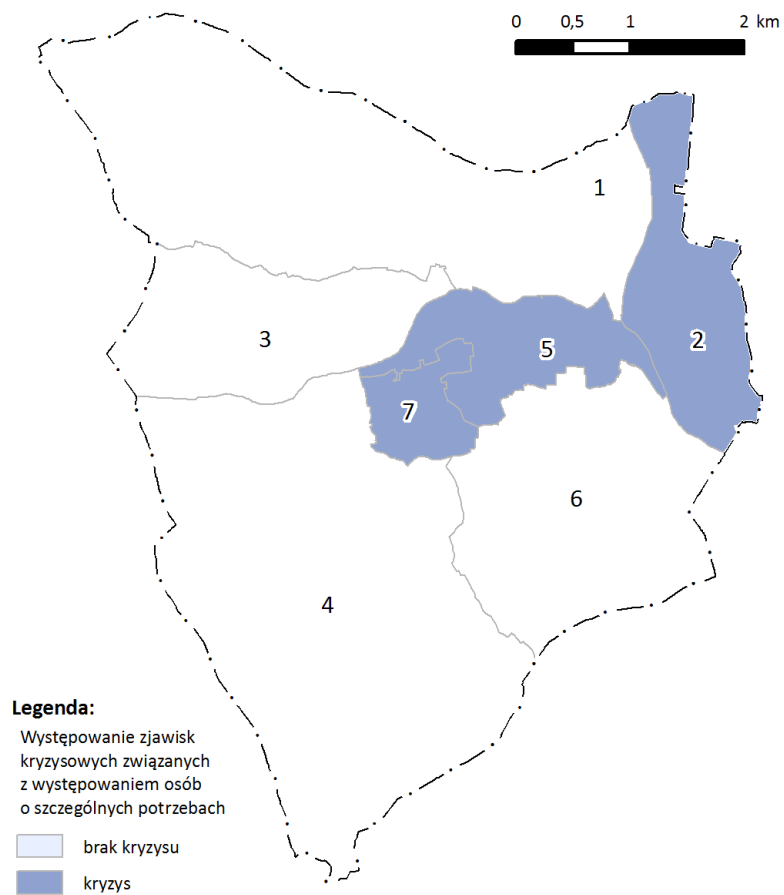 0 0,5 1 2 km
1
2
3
5
7
6
4
Legenda:
Występowanie zjawisk
kryzysowych związanych
z występowaniem osób
o szczególnych potrzebach
brak kryzysu
kryzys